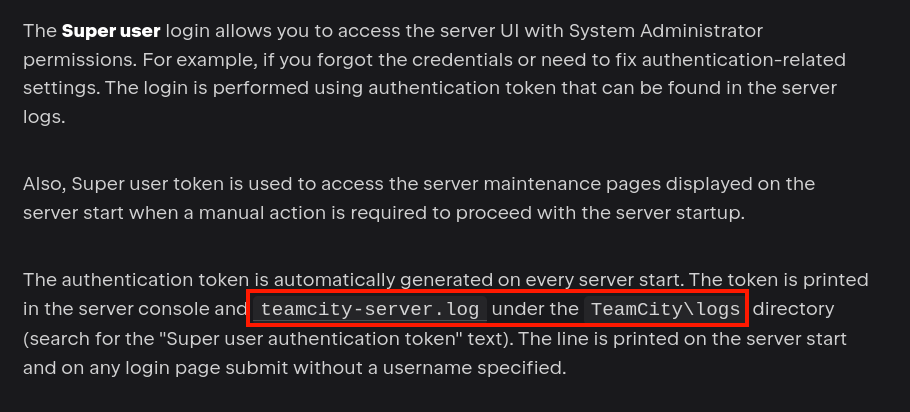 The Super user login allows you to access the server UI with System Administrator
permissions. For example, if you forgot the credentials or need to fix authentication-related
settings. The login is performed using authentication token that can be found in the server
logs.
Also, Super user token is used to access the server maintenance pages displayed on the
server start when a manual action is required to proceed with the server startup.
The authentication token is automatically generated on every server start. The token is printed
in the server console and teamcity-server.log under the TeamCity\logs directory
(search for the "Super user authentication token" text). The line is printed on the server start
and on any login page submit without a username specified.